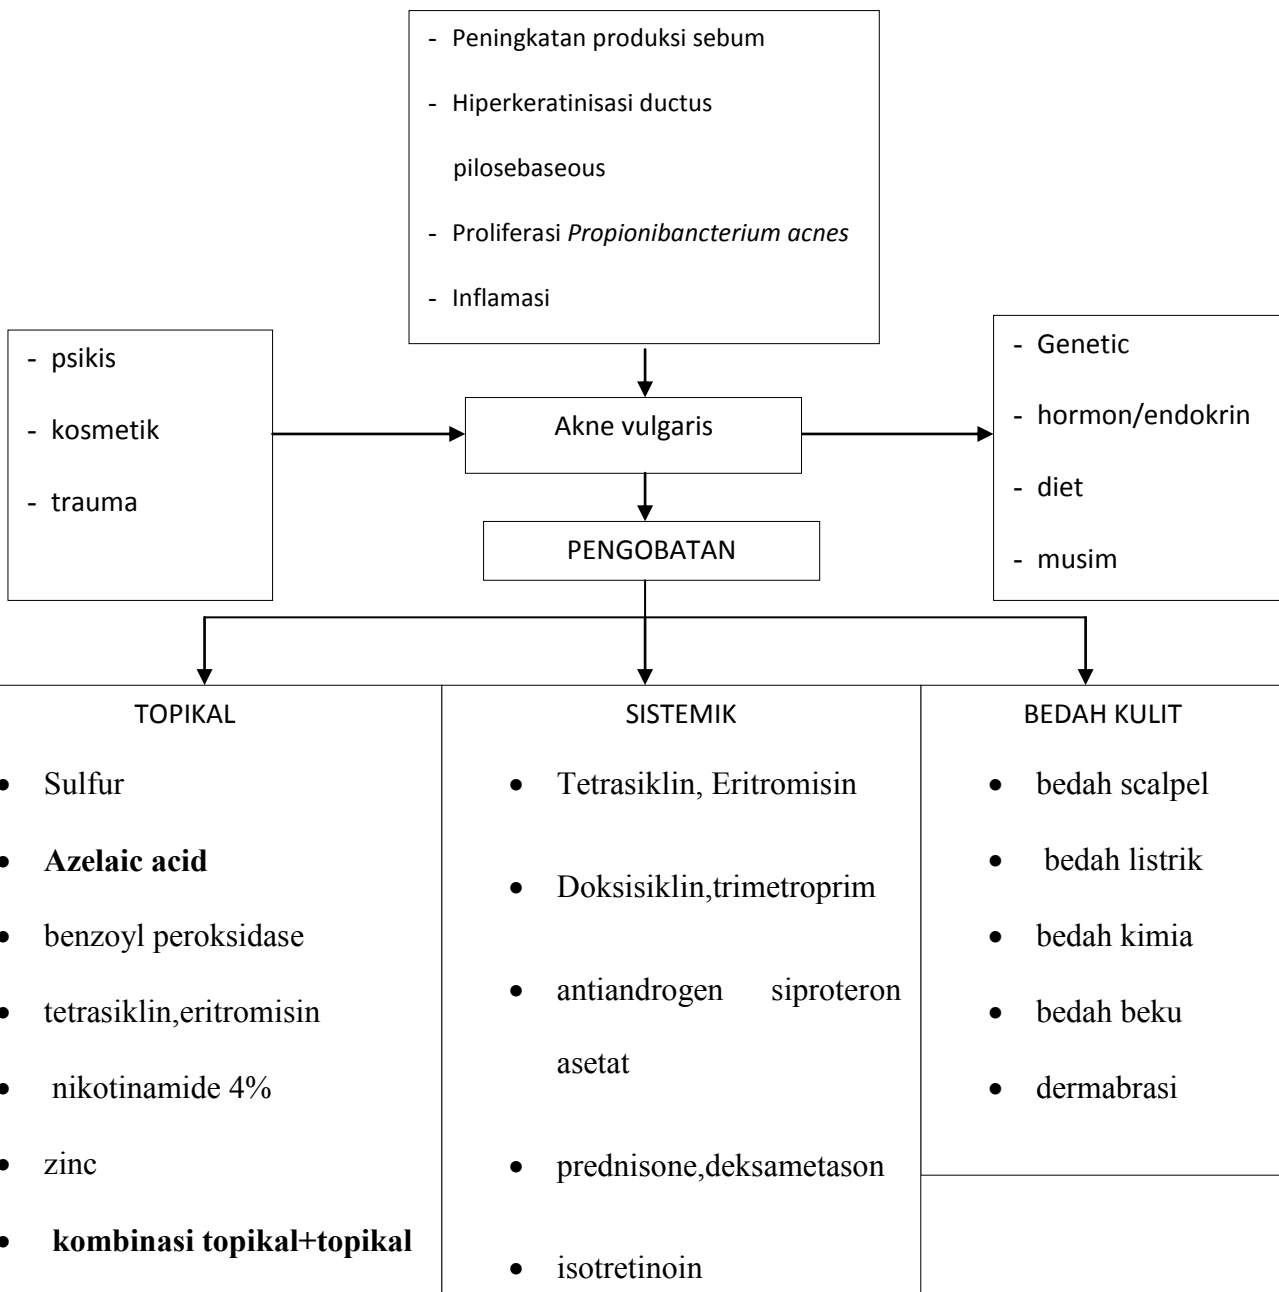 - Peningkatan produksi sebum
- Hiperkeratinisasi ductus
pilosebaseous
- Proliferasi Propionibancterium acnes
- Inflamasi
- psikis
- kosmetik
- trauma
Akne vulgaris
- Genetic
- hormon/endokrin
- diet
- musim
PENGOBATAN
TOPIKAL
• Sulfur
• Azelaic acid
• benzoyl peroksidase
• tetrasiklin,eritromisin
• nikotinamide 4%
• zinc
• kombinasi topikal+topikal
SISTEMIK
• Tetrasiklin, Eritromisin
• Doksisiklin,trimetroprim
• antiandrogen siproteron
asetat
• prednisone,deksametason
• isotretinoin
BEDAH KULIT
• bedah scalpel
• bedah listrik
• bedah kimia
• bedah beku
• dermabrasi